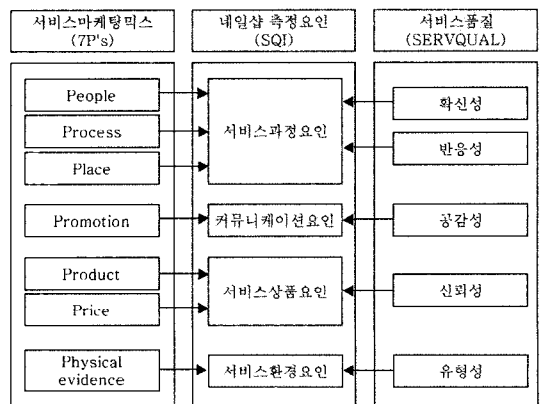 서비스마케팅믹스
(7P's)
네일샵 측정요인
(SQI)
서비스품질
(SERVQUAL)
People
Process
Place
Promotion
Product
Price
Physical
evidence
서비스과정요인
커뮤니케이션요인
서비스상품요인
서비스환경요인
확신성
반응성
공감성
신뢰성
유형성